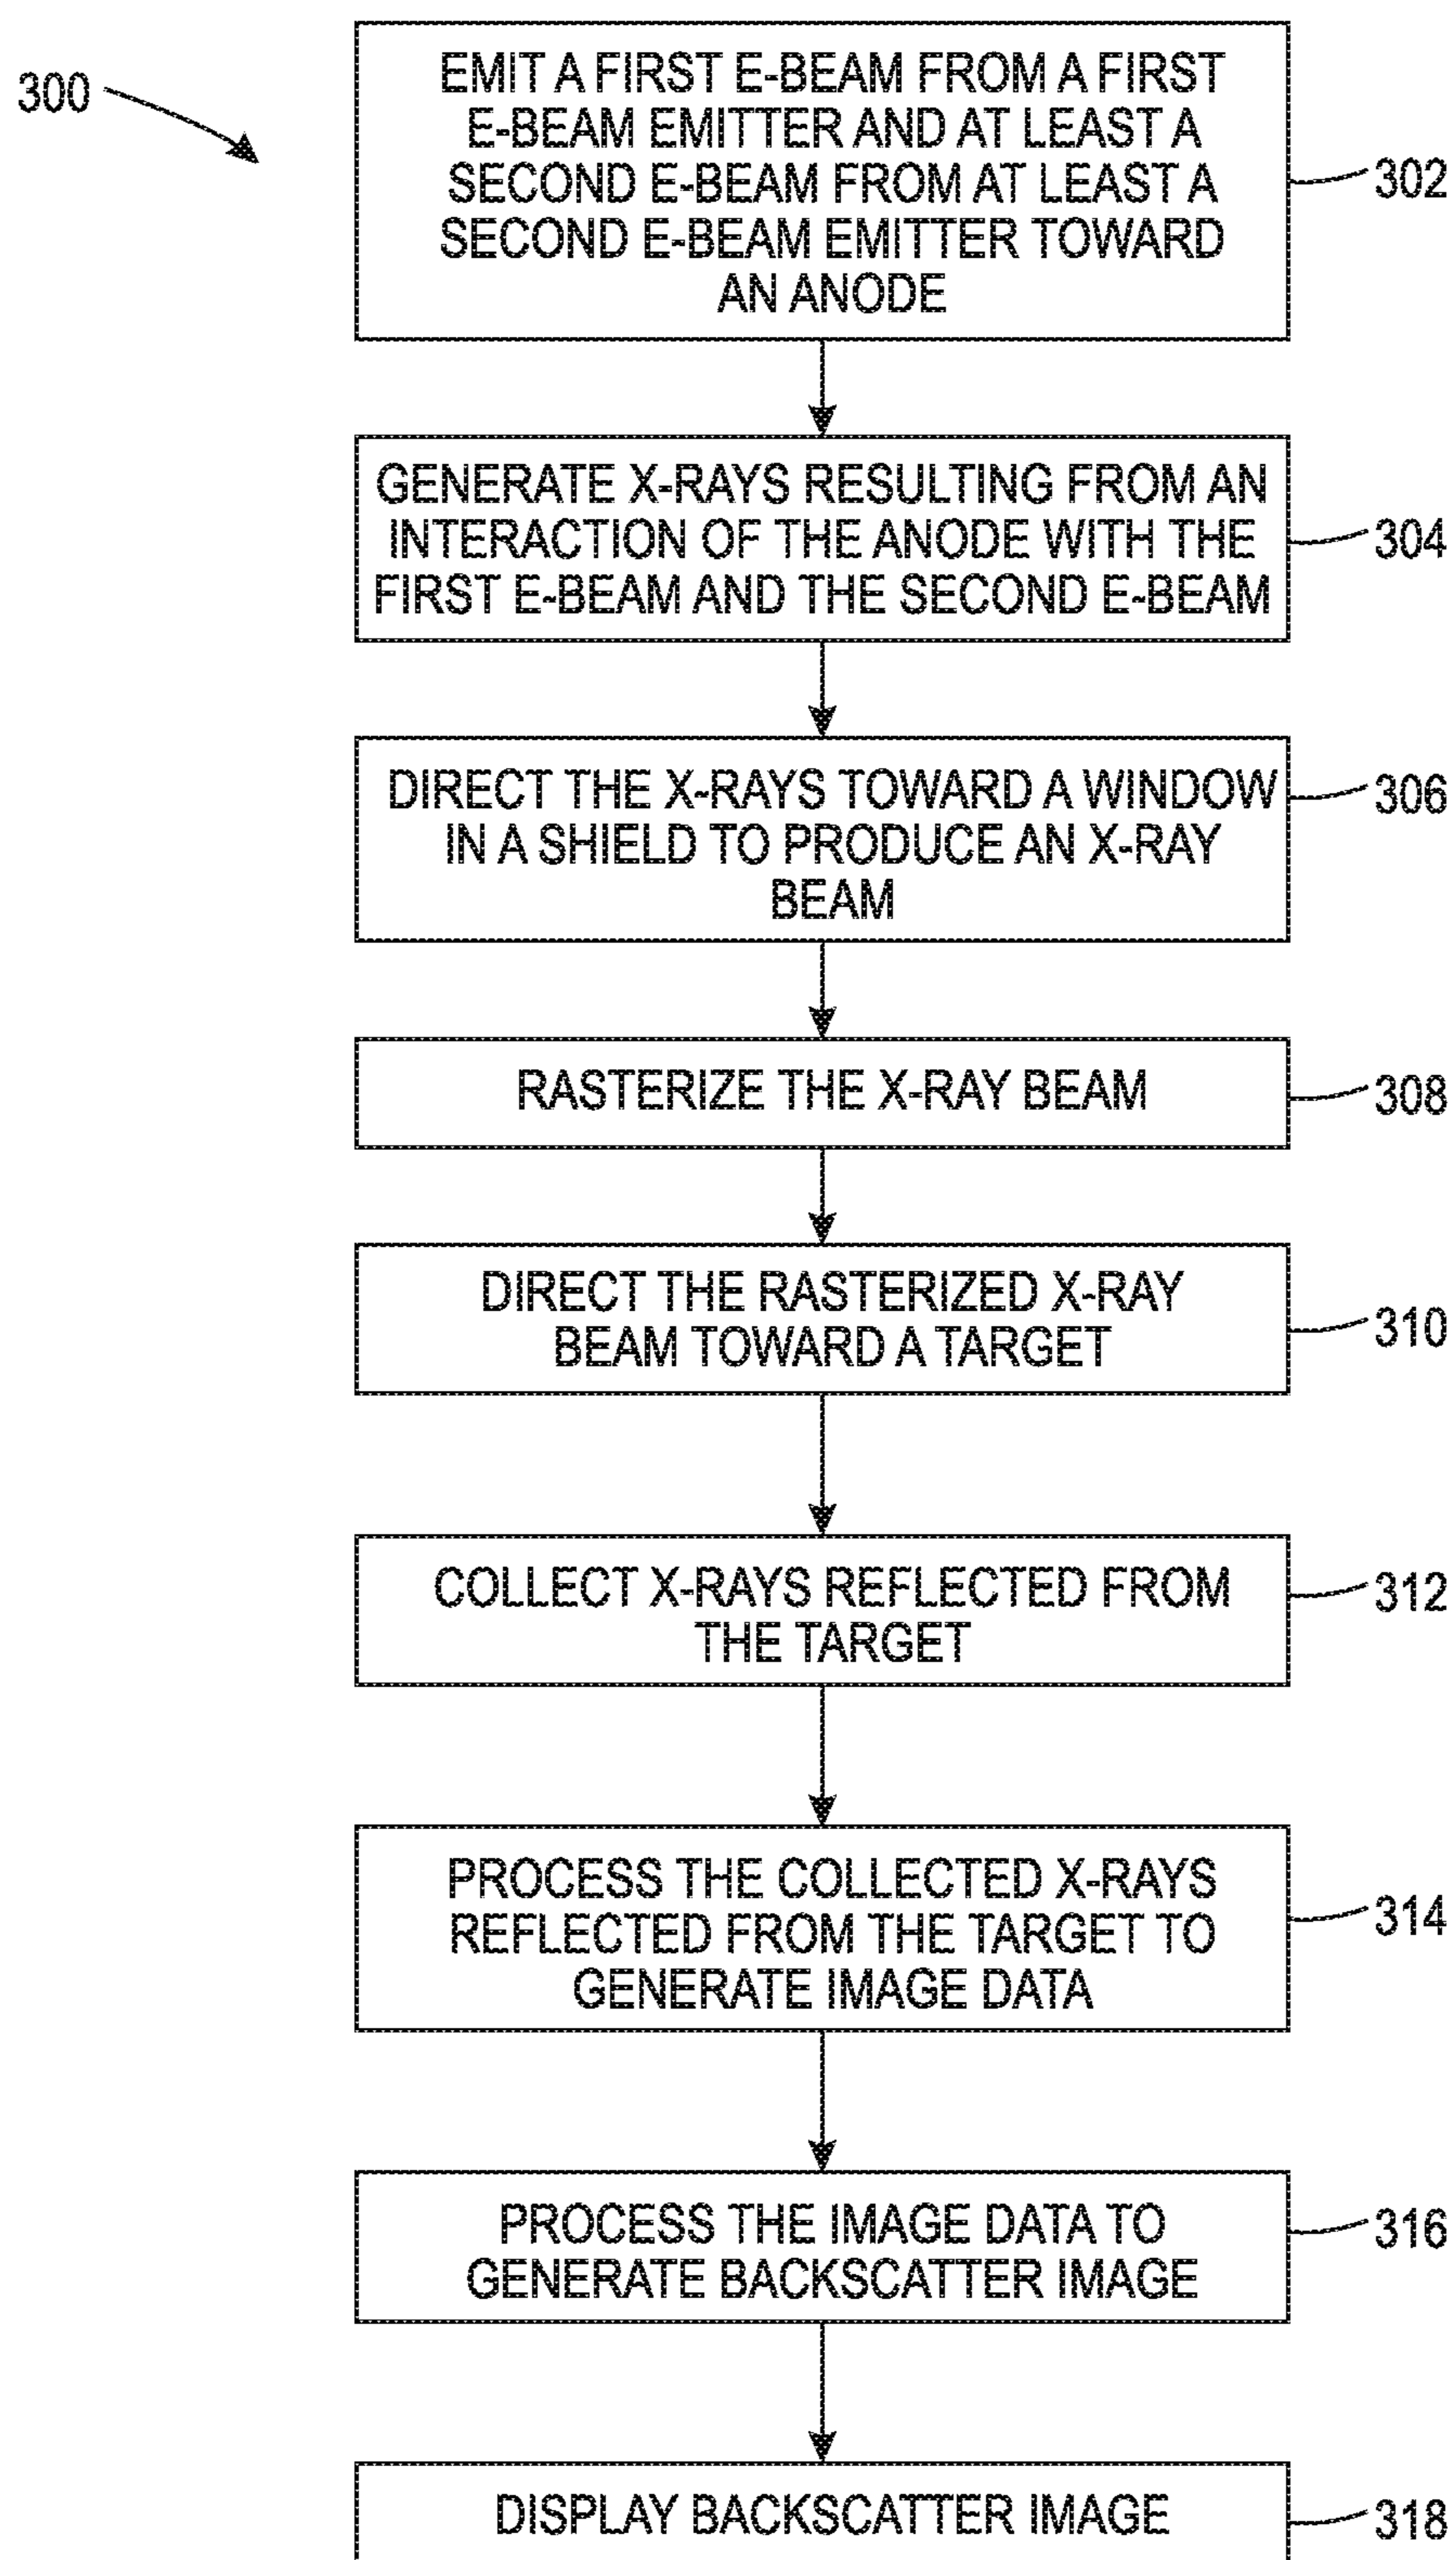 300
EMIT A FIRST E-BEAM FROM A FIRST
E-BEAM EMITTER AND AT LEAST A
SECOND E-BEAM FROM AT LEAST A
SECOND E-BEAM EMITTER TOWARD
AN ANODE
302
GENERATE X-RAYS RESULTING FROM AN
INTERACTION OF THE ANODE WITH THE
FIRST E-BEAM AND THE SECOND E-BEAM
304
DIRECT THE X-RAYS TOWARD A WINDOW
IN A SHIELD TO PRODUCE AN X-RAY
BEAM
306
RASTERIZE THE X-RAY BEAM
308
DIRECT THE RASTERIZED X-RAY
BEAM TOWARD A TARGET
310
COLLECT X-RAYS REFLECTED FROM
THE TARGET
312
PROCESS THE COLLECTED X-RAYS
REFLECTED FROM THE TARGET TO
GENERATE IMAGE DATA
314
PROCESS THE IMAGE DATA TO
GENERATE BACKSCATTER IMAGE
316
DISPLAY BACKSCATTER IMAGE
318